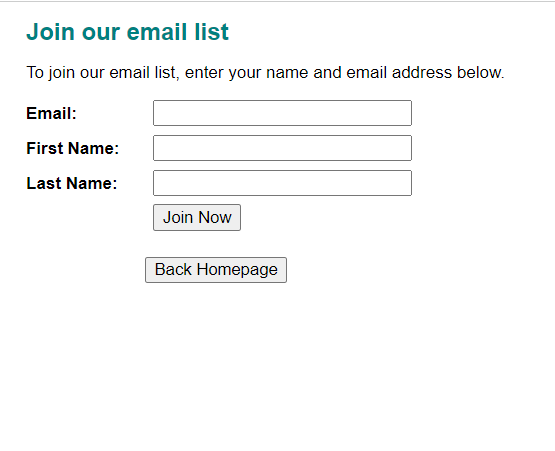 Join our email list
To join our email list, enter your name and email address below.
Email:
First Name:
Last Name:
Join Now
Back Homepage